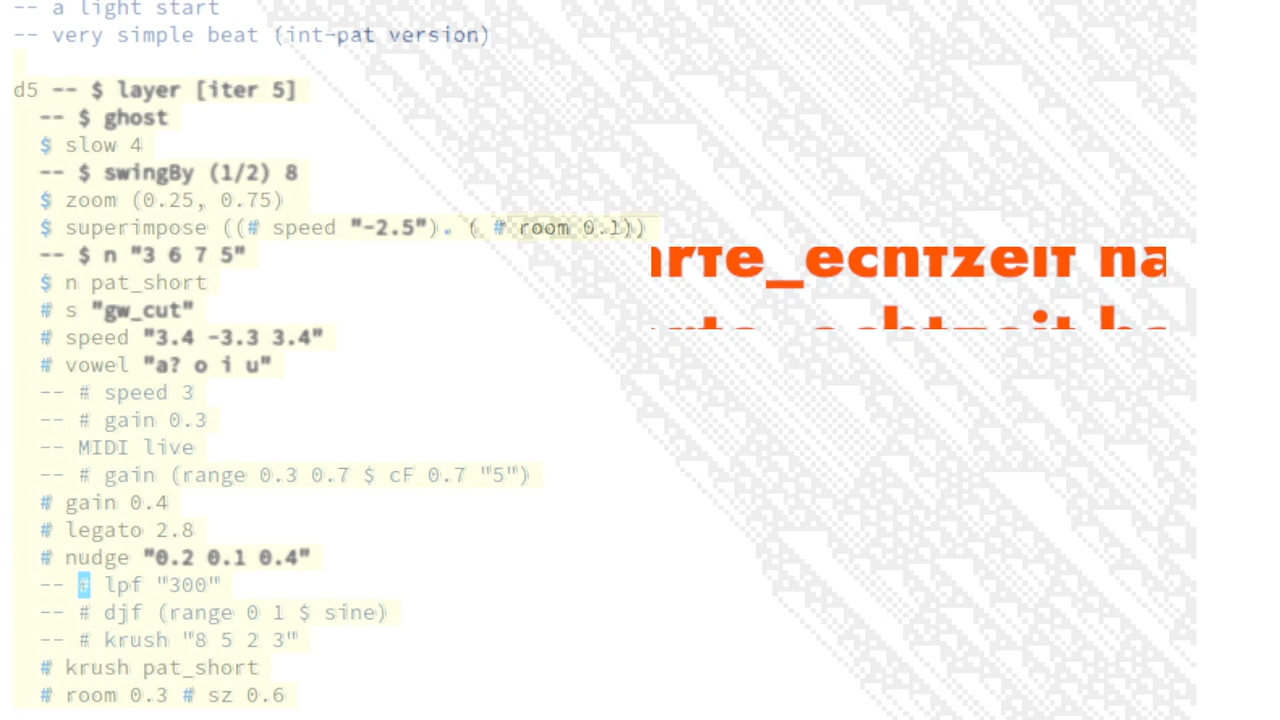 -- a light start
-- very simple beat (int-pat version)
d5 -- $ layer [iter 5]
-- $ ghost
$ slow 4
-- $ swingBy (1/2) 8
$ zoom (0.25, 0.75)
$ superimpose ((# speed "-2.5"). ( # room 0.1))
-- $ n "3 6 7 5"
$ n pat_short
# s "gw_cut"
# speed "3.4 -3.3 3.4"
# vowel "a? o i u"
-- # speed 3
-- # gain 0.3
-- MIDI live
-- # gain (range 0.3 0.7 $ cF 0.7 "5")
# gain 0.4
# legato 2.8
# nudge "0.2 0.1 0.4"
-- # lpf "300"
-- # djf (range 0 1 $ sine)
-- # krush "8 5 2 3"
# krush pat_short
# room 0.3 # sz 0.6
rte_echtzeit
rte_echtzeit